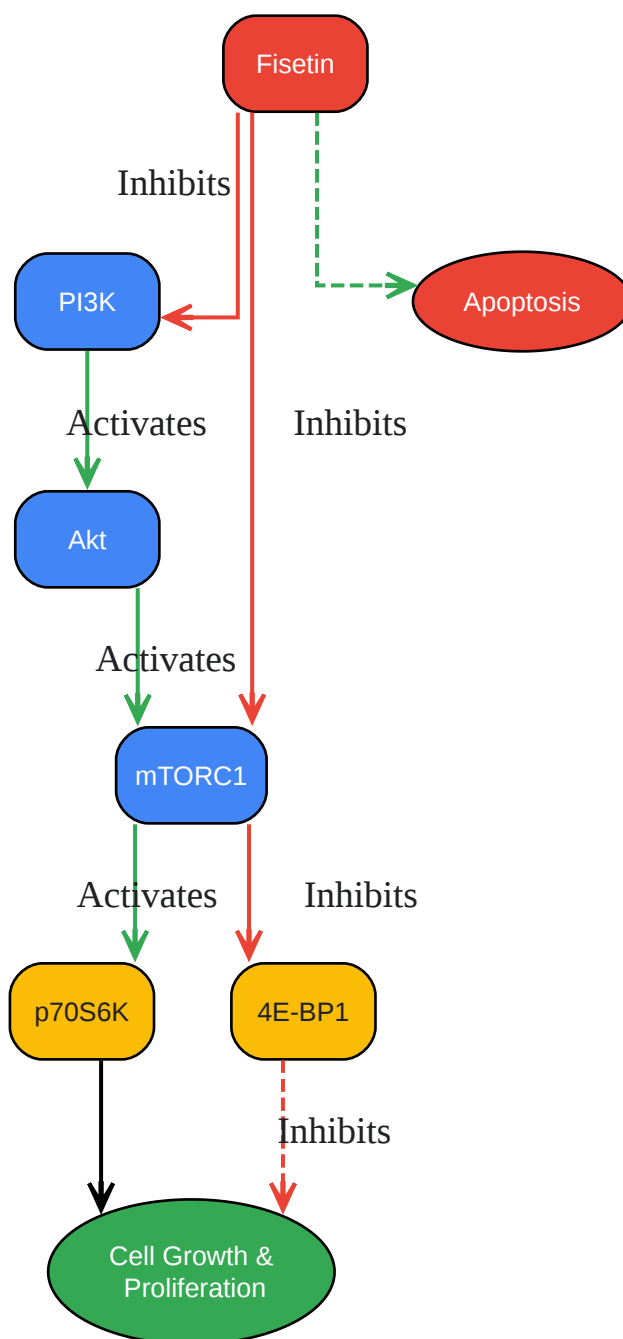 Fisetin
Inhibits
PI3K
Apoptosis
Activates
Inhibits
Akt
Activates
mTORC1
Activates
Inhibits
p70S6K
4E-BP1
Inhibits
Cell Growth &
Proliferation